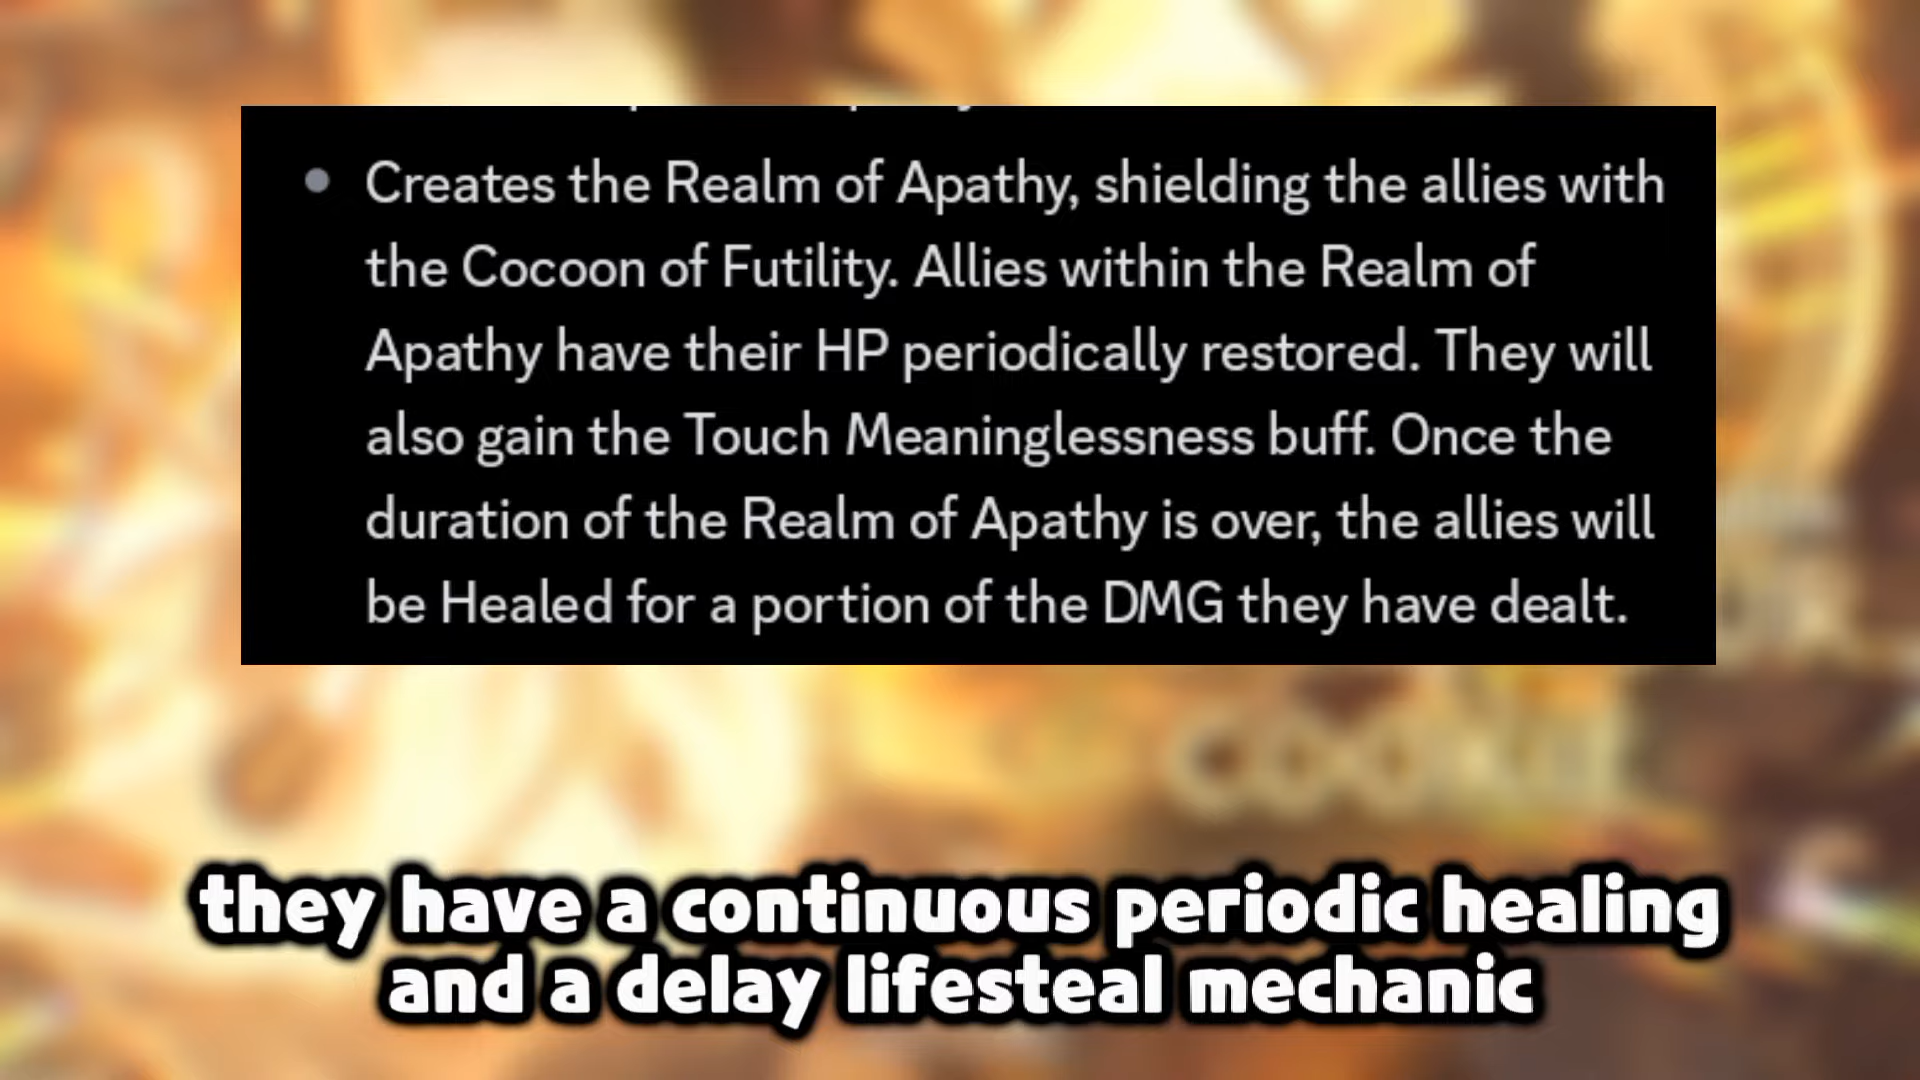 Creates the Realm of Apathy, shielding the allies with
the Cocoon of Futility. Allies within the Realm of
Apathy have their HP periodically restored. They will
also gain the Touch Meaninglessness buff. Once the
duration of the Realm of Apathy is over, the allies will
be Healed for a portion of the DMG they have dealt.
cookie
they have a continuous periodic healing
and a delay lifesteal mechanic